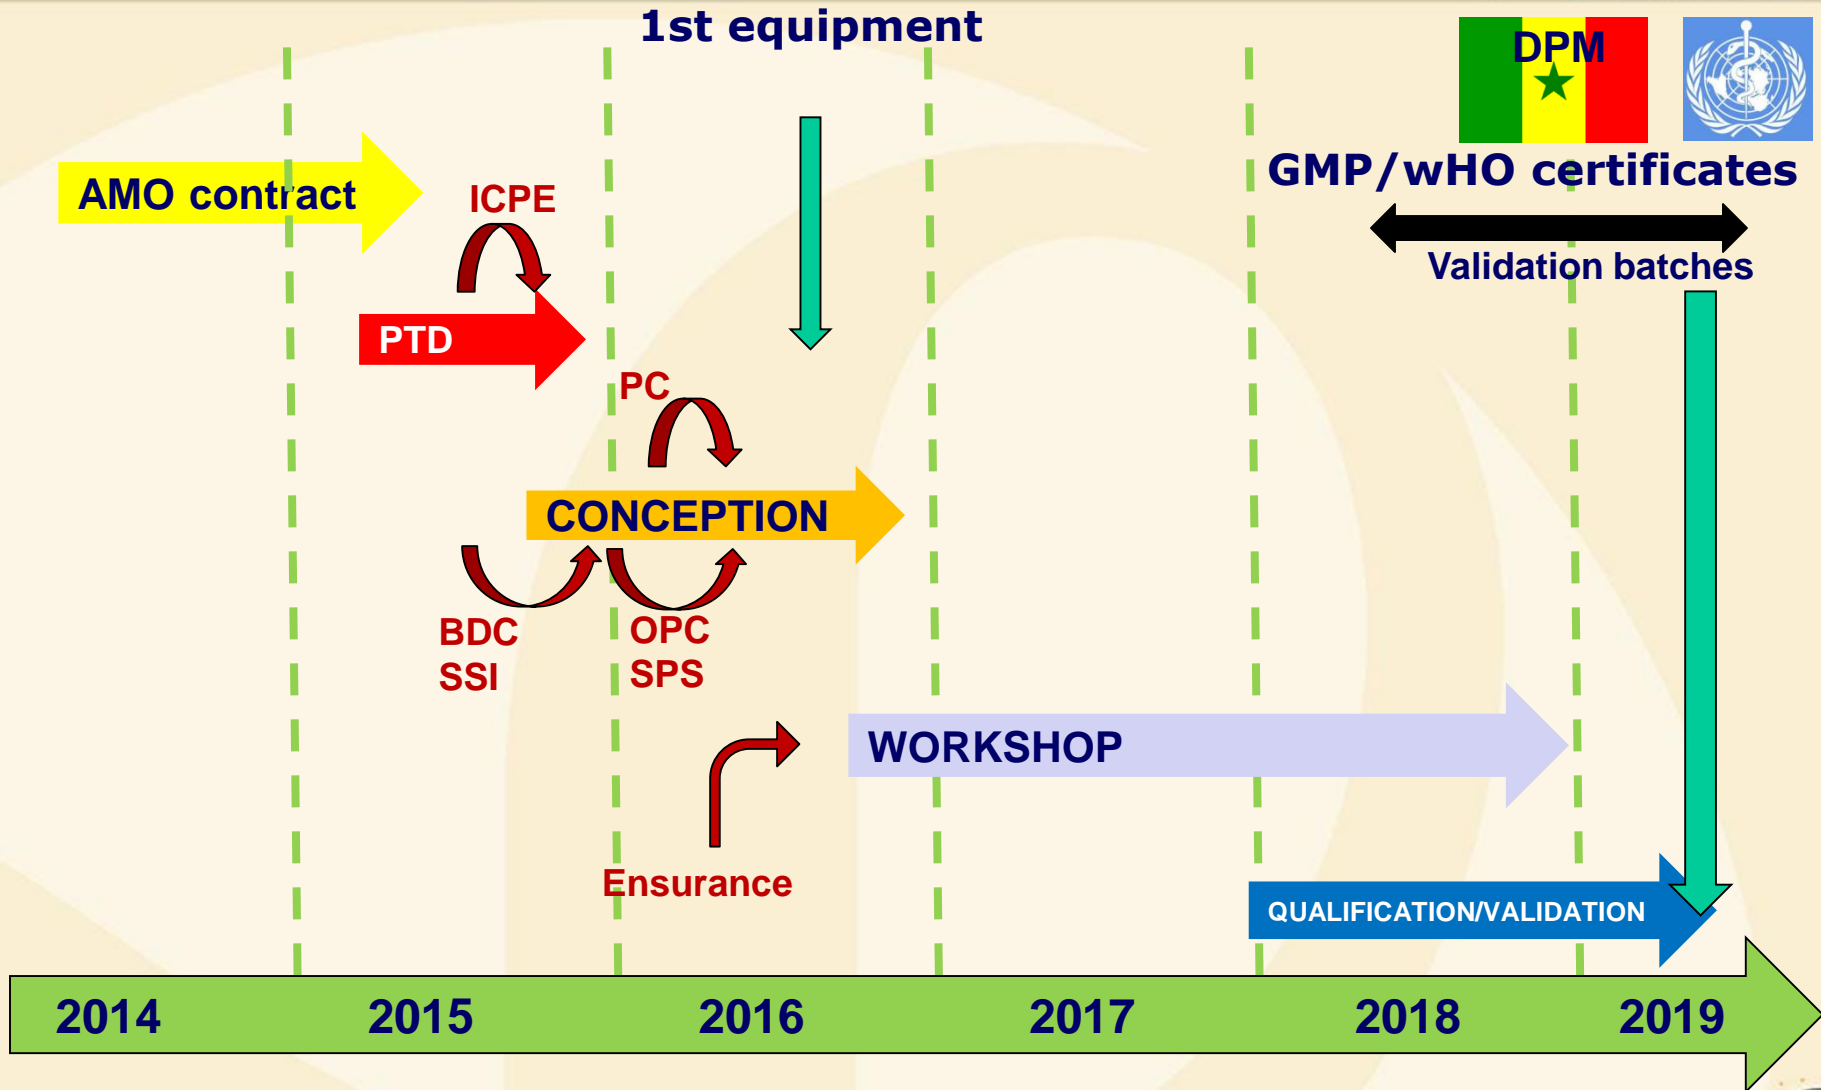 1st equipment
DPM
GMP/wHO certificates
Validation batches
AMO contract
ICPE
PTD
PC
CONCEPTION
BDC
SSI
OPC
SPS
WORKSHOP
Ensurance
QUALIFICATION/VALIDATION
2014
2015
2016
2017
2018
2019